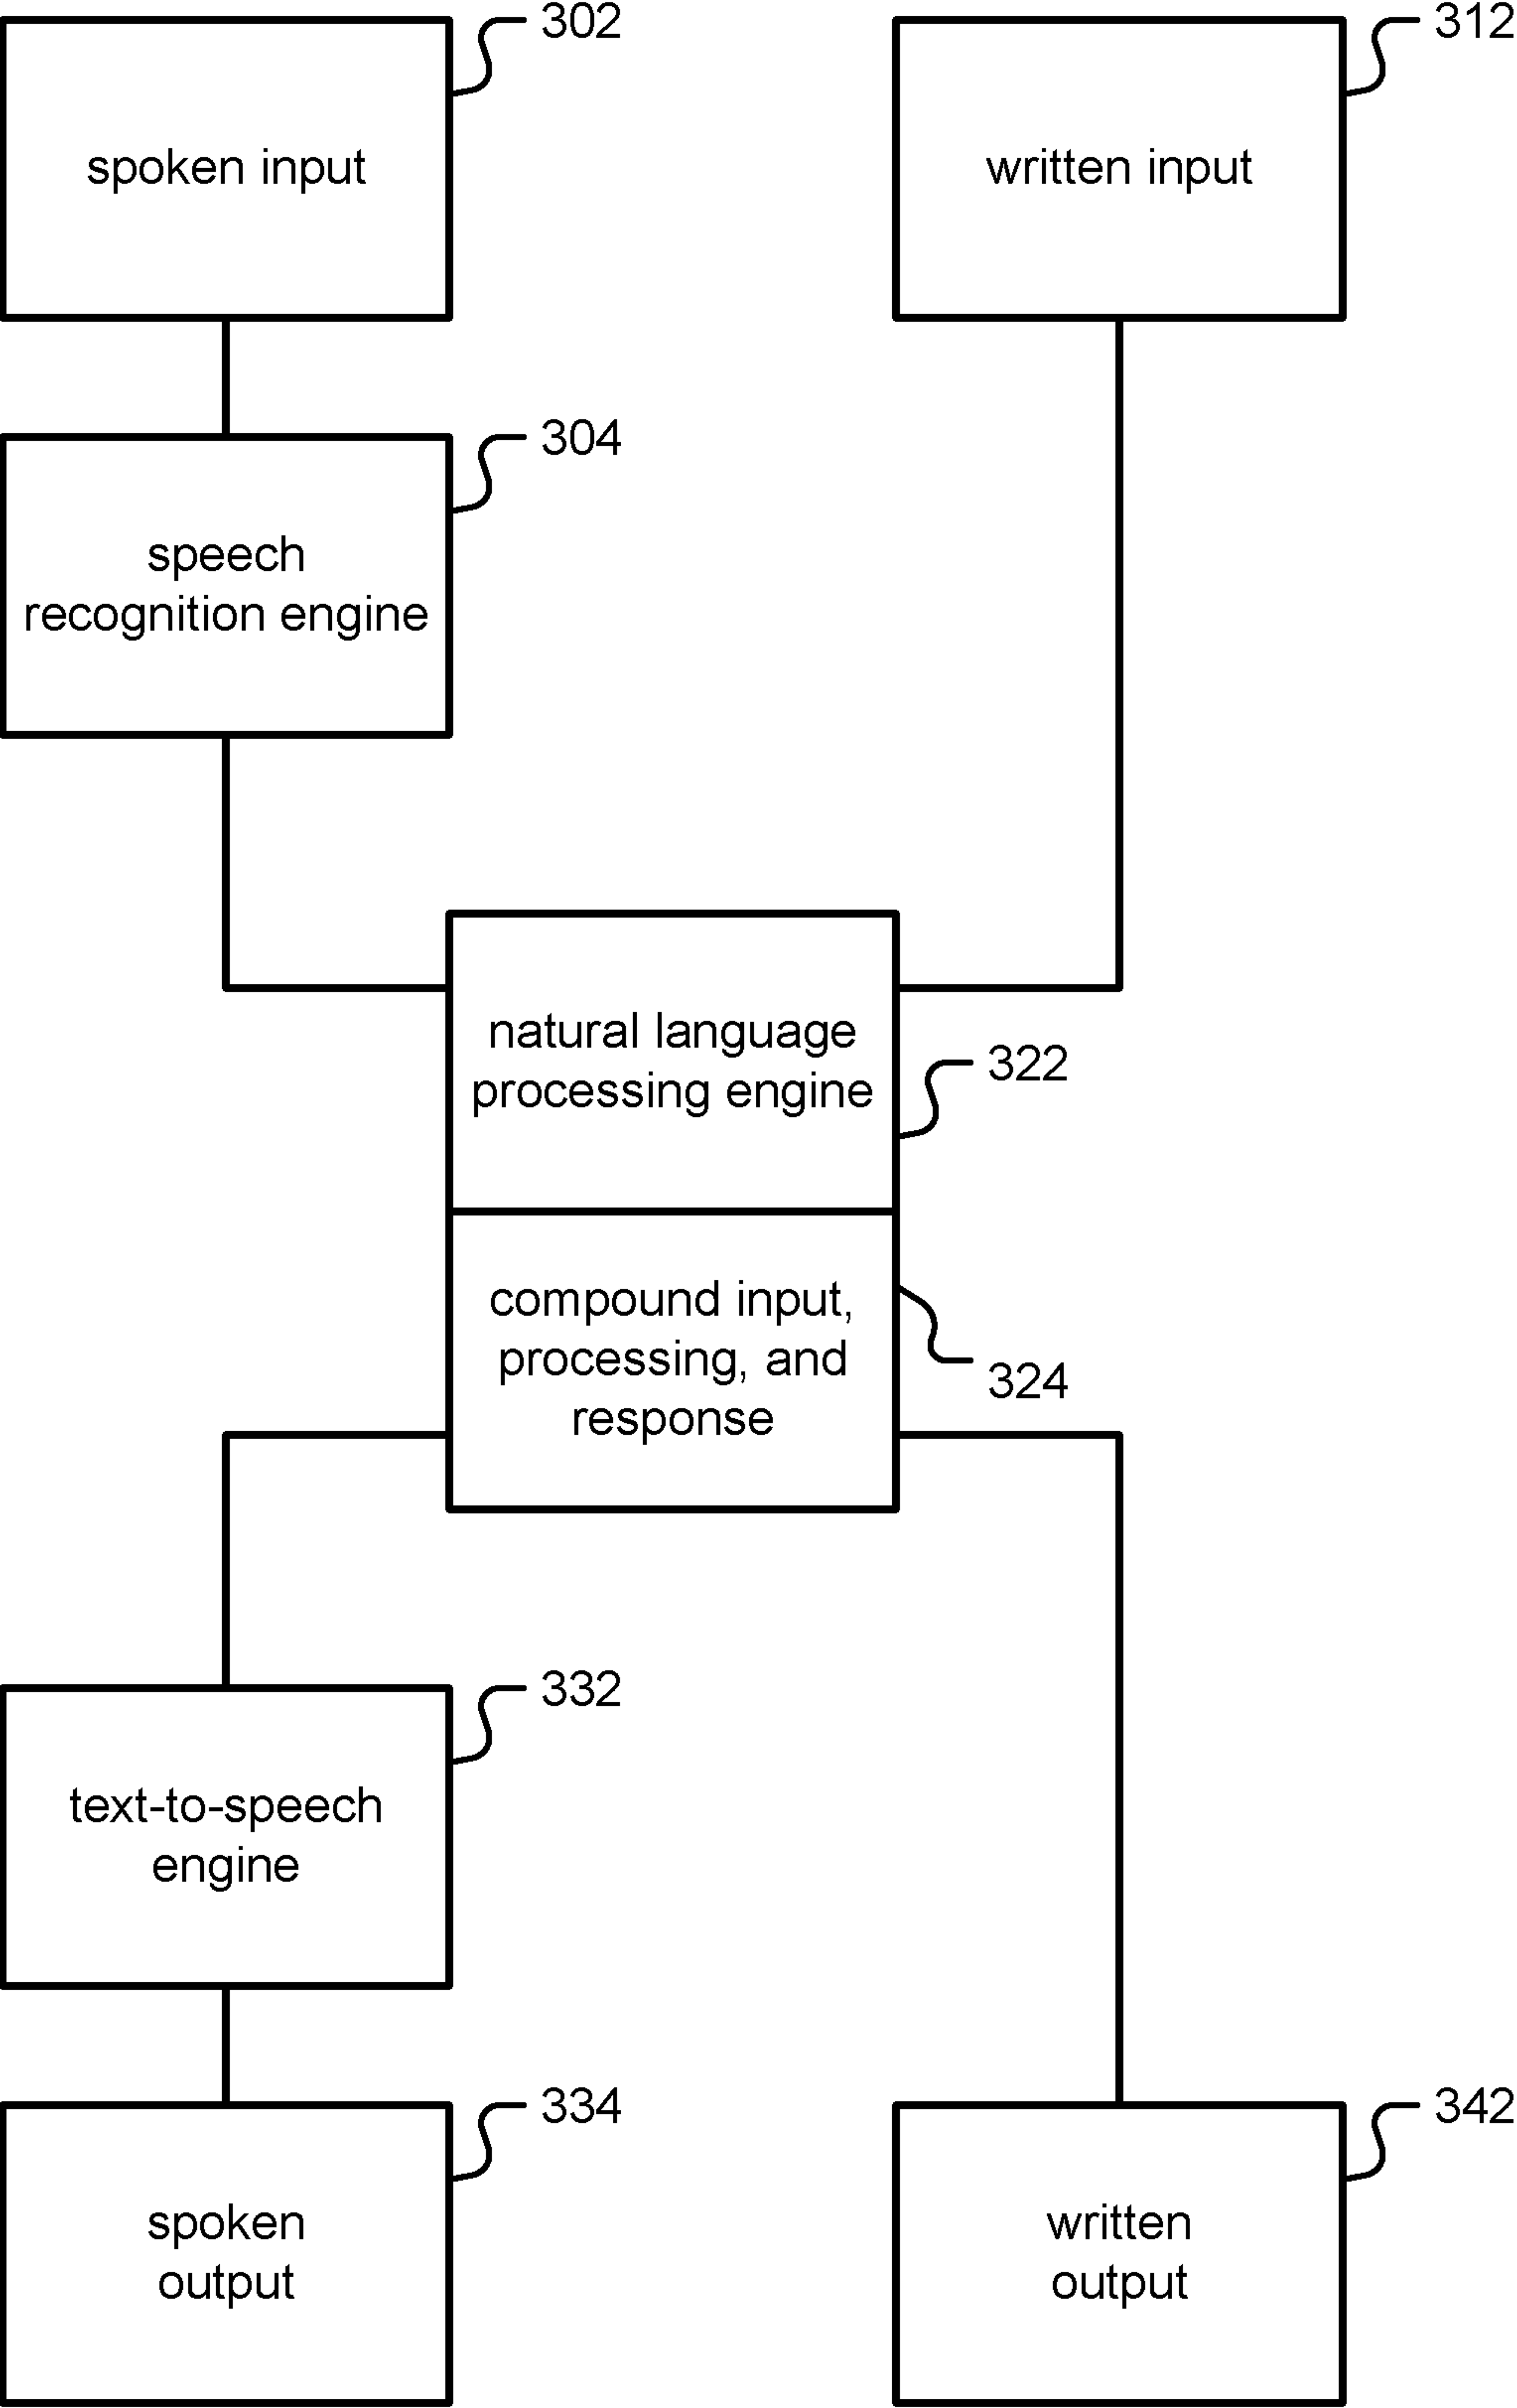 302
312
spoken input
written input
304
speech
recognition engine
natural language
processing engine
322
compound input,
processing, and
response
324
332
text-to-speech
engine
334
342
spoken
output
written
output